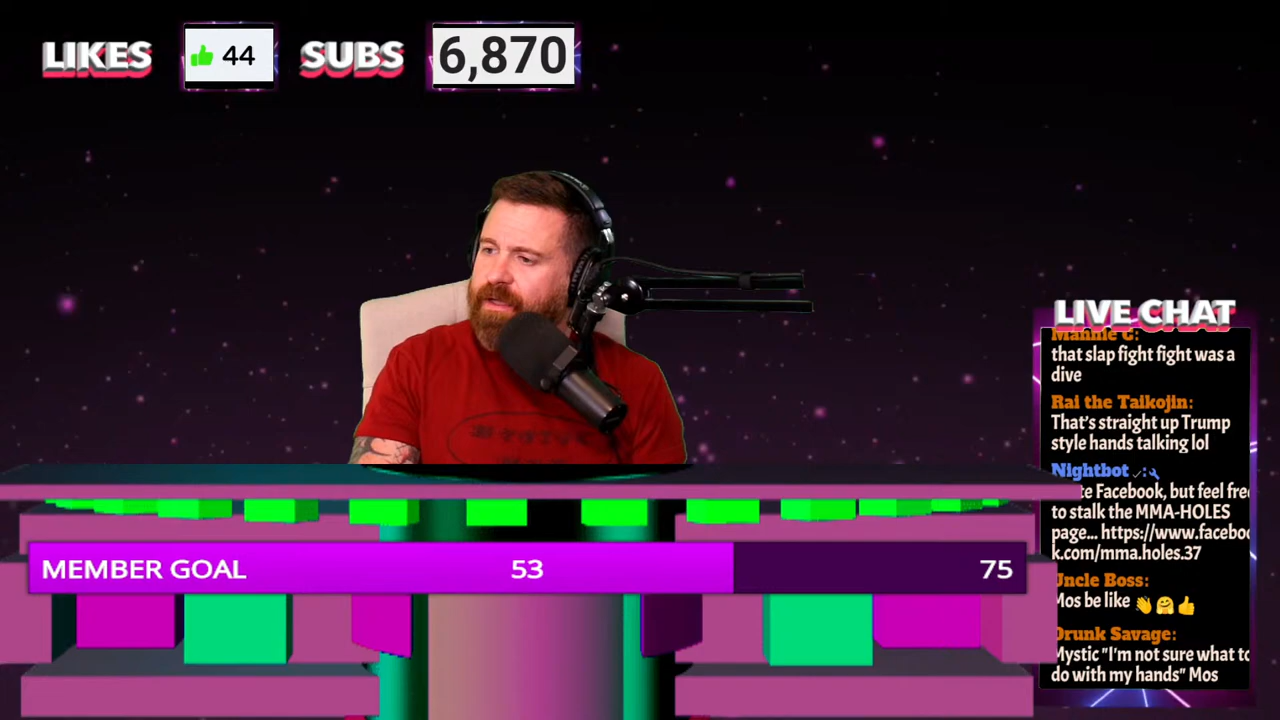 LIKES
44
SUBS
6,870
LIVE CHAT
Mannie G:
that slap fight fight was a
dive
Rai the Taikojin:
That's straight up Trump
style hands talking lol
Nightbot
te Facebook, but feel free
to stalk the MMA-HOLES
page... https://www.faceboo
k.com/mma.holes.37
Uncle Boss:
Mos be like 👋🤗👍
Drunk Savage:
Mystic "I'm not sure what to
do with my hands" Mos
MEMBER GOAL
53
75